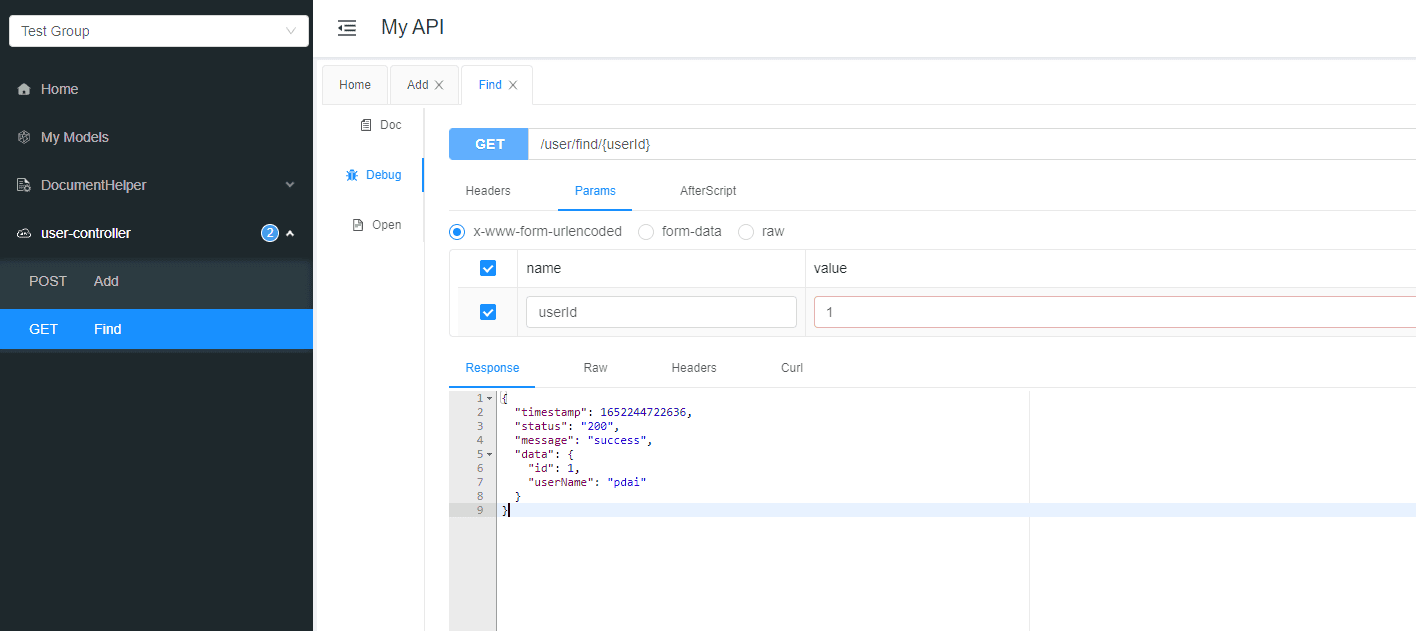 Test Group
Home
My Models
DocumentHelper
user-controller 2
POST Add
GET Find
My API
Home Add Find
Doc
Debug
Open
GET /user/find/{userId}
Headers Params AfterScript
x-www-form-urlencoded form-data raw
name value
userId 1
Response Raw Headers Curl
1 {
2 "timestamp": 1652244722636,
3 "status": "200",
4 "message": "success",
5 "data": {
6 "id": 1,
7 "userName": "pdai"
8 }
9 }